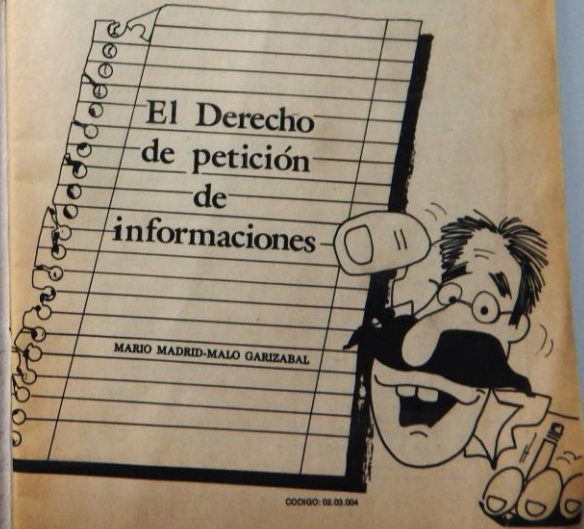 El Derecho
de petición
de
informaciones
MARIO MADRID-MALO GARIZABAL
CODIGO: 02.03.004